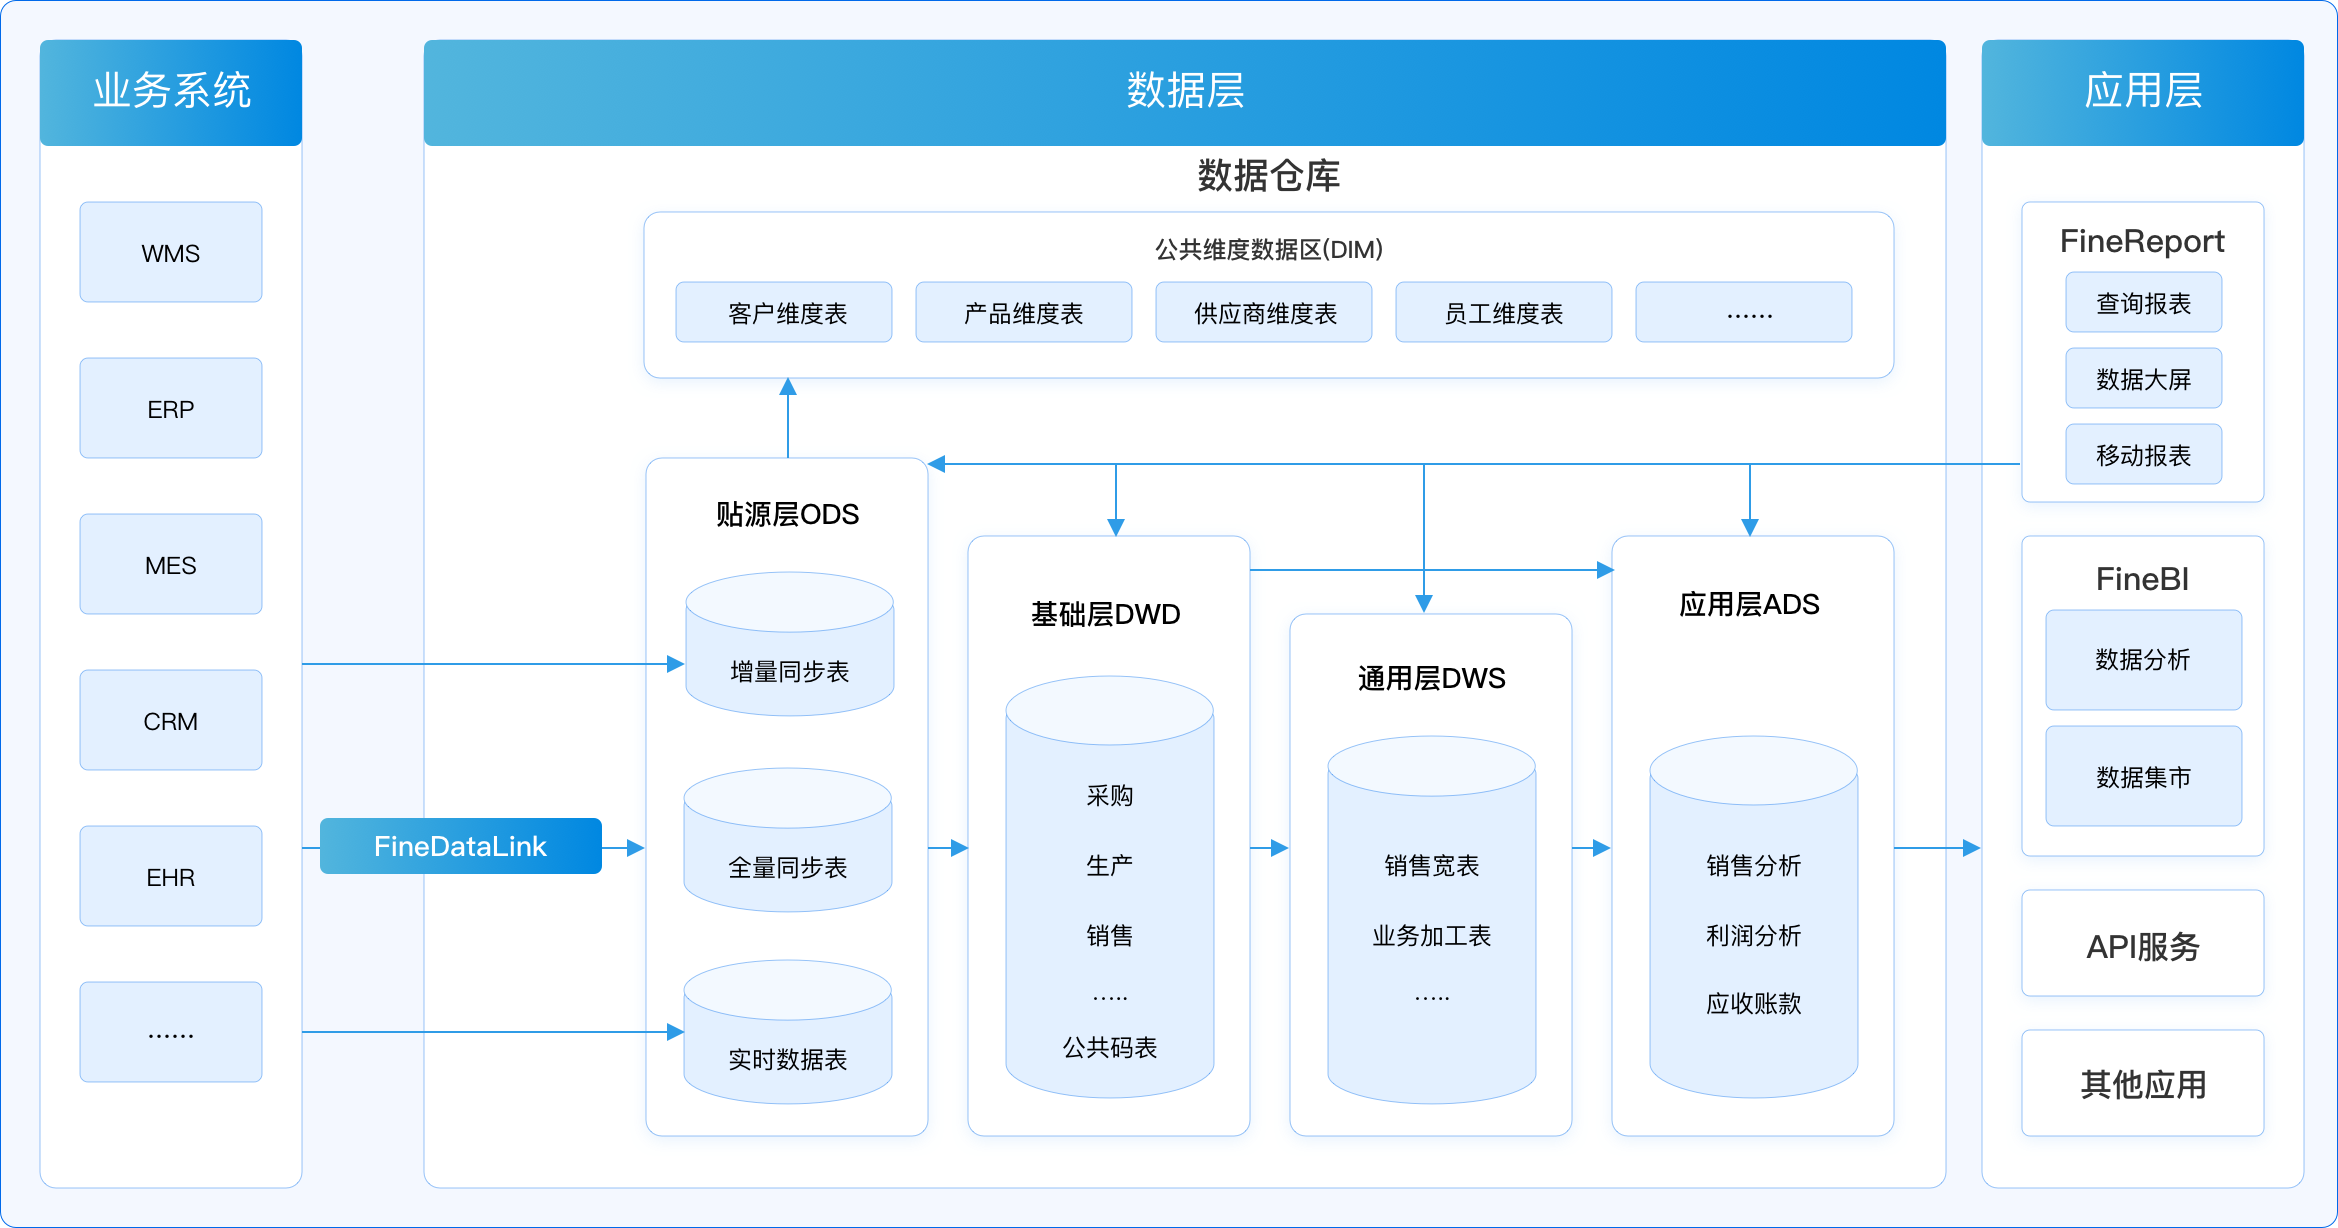 业务系统
WMS
ERP
MES
CRM
EHR
……
FineDataLink
数据层
数据仓库
公共维度数据区(DIM)
客户维度表
产品维度表
供应商维度表
员工维度表
……
贴源层ODS
增量同步表
全量同步表
实时数据表
基础层DWD
采购
生产
销售
.....
公共码表
通用层DWS
销售宽表
业务加工表
.....
应用层ADS
销售分析
利润分析
应收账款
应用层
FineReport
查询报表
数据大屏
移动报表
FineBI
数据分析
数据集市
API服务
其他应用